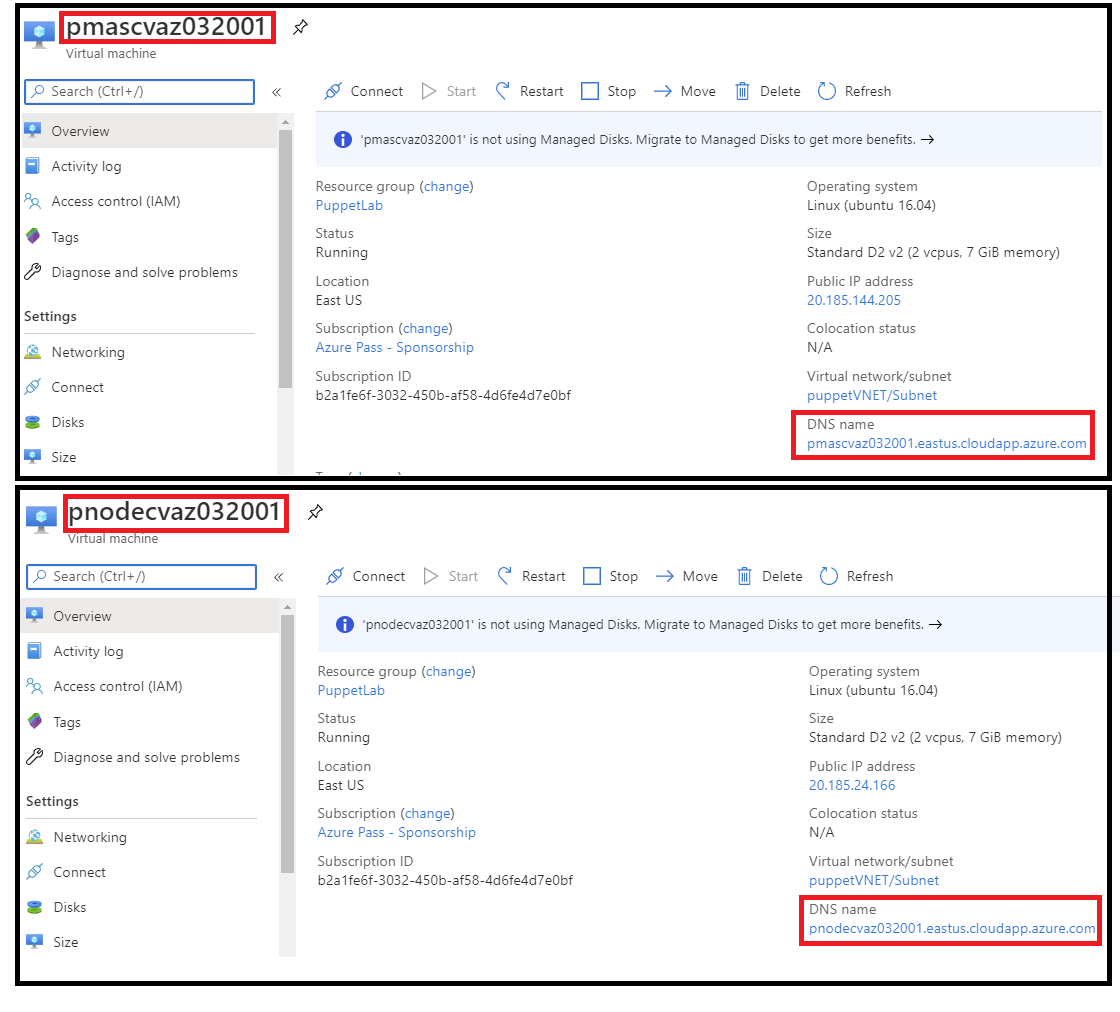 pmascvaz032001
Virtual machine
Search (Ctrl+/)
«
Connect Start Restart Stop Move Delete Refresh
Overview
Activity log
Access control (IAM)
Tags
Diagnose and solve problems
Settings
Networking
Connect
Disks
Size
'pmascvaz032001' is not using Managed Disks. Migrate to Managed Disks to get more benefits. →
Resource group (change)
PuppetLab
Status
Running
Location
East US
Subscription (change)
Azure Pass - Sponsorship
Subscription ID
b2a1fe6f-3032-450b-af58-4d6fe4d7e0bf
Operating system
Linux (ubuntu 16.04)
Size
Standard D2 v2 (2 vcpus, 7 GiB memory)
Public IP address
20.185.144.205
Colocation status
N/A
Virtual network/subnet
puppetVNET/Subnet
DNS name
pmascvaz032001.eastus.cloudapp.azure.com
pnodecvaz032001
Virtual machine
Search (Ctrl+/)
«
Connect Start Restart Stop Move Delete Refresh
Overview
Activity log
Access control (IAM)
Tags
Diagnose and solve problems
Settings
Networking
Connect
Disks
Size
'pnodecvaz032001' is not using Managed Disks. Migrate to Managed Disks to get more benefits. →
Resource group (change)
PuppetLab
Status
Running
Location
East US
Subscription (change)
Azure Pass - Sponsorship
Subscription ID
b2a1fe6f-3032-450b-af58-4d6fe4d7e0bf
Operating system
Linux (ubuntu 16.04)
Size
Standard D2 v2 (2 vcpus, 7 GiB memory)
Public IP address
20.185.24.166
Colocation status
N/A
Virtual network/subnet
puppetVNET/Subnet
DNS name
pnodecvaz032001.eastus.cloudapp.azure.com